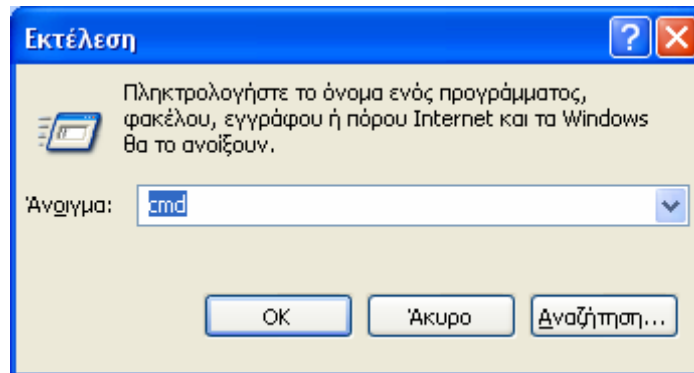 Εκτέλεση
Πληκτρολογήστε το όνομα ενός προγράμματος,
φακέλου, εγγράφου ή πόρου Internet και τα Windows
θα το ανοίξουν.
Άνοιγμα: cmd
OK Άκυρο Αναζήτηση...